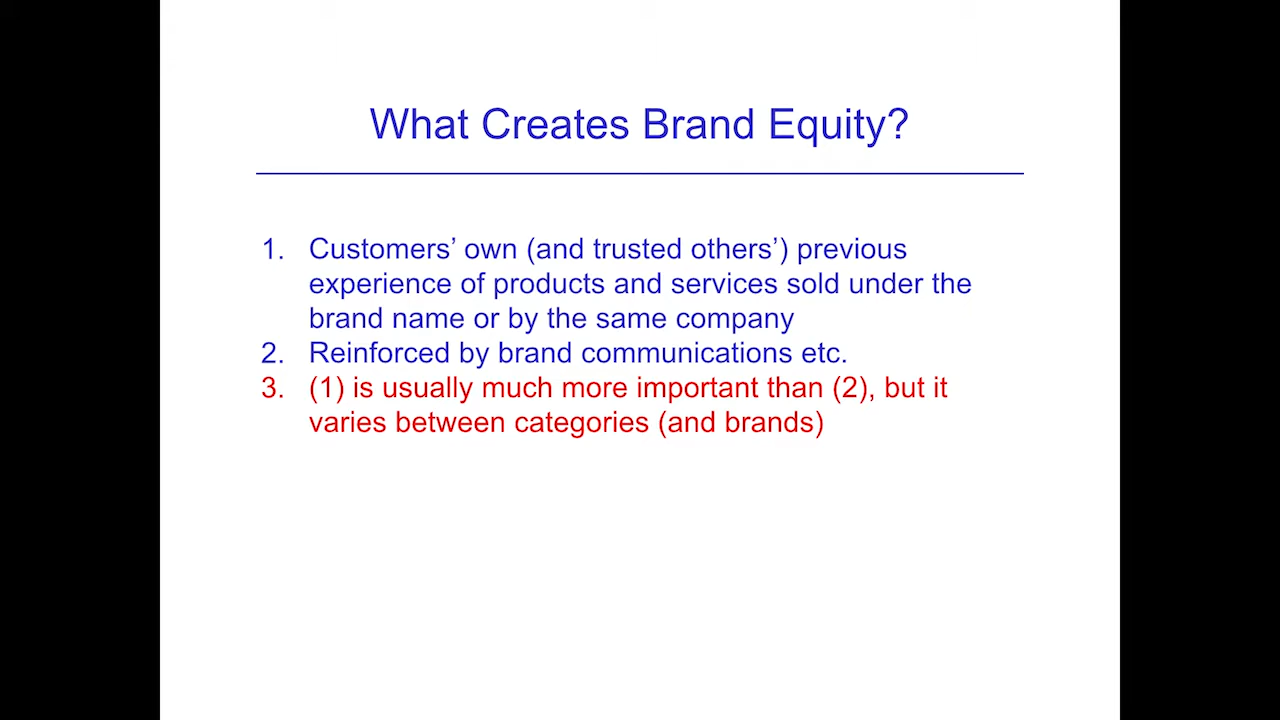 What Creates Brand Equity?
1. Customers’ own (and trusted others’) previous
experience of products and services sold under the
brand name or by the same company
2. Reinforced by brand communications etc.
3. (1) is usually much more important than (2), but it
varies between categories (and brands)